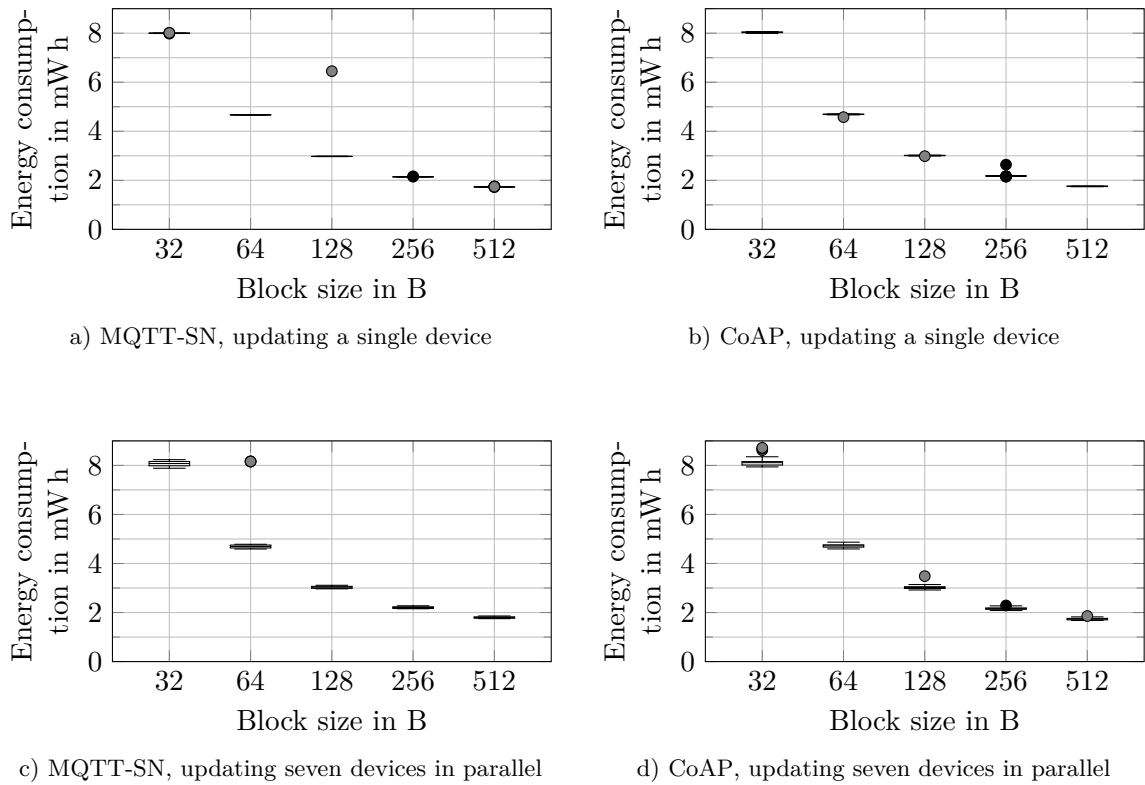 Energy consump-
tion in mW h
8
6
4
2
0
32 64 128 256 512
Block size in B
a) MQTT-SN, updating a single device
Energy consump-
tion in mW h
8
6
4
2
0
32 64 128 256 512
Block size in B
b) CoAP, updating a single device
Energy consump-
tion in mW h
8
6
4
2
0
32 64 128 256 512
Block size in B
c) MQTT-SN, updating seven devices in parallel
Energy consump-
tion in mW h
8
6
4
2
0
32 64 128 256 512
Block size in B
d) CoAP, updating seven devices in parallel